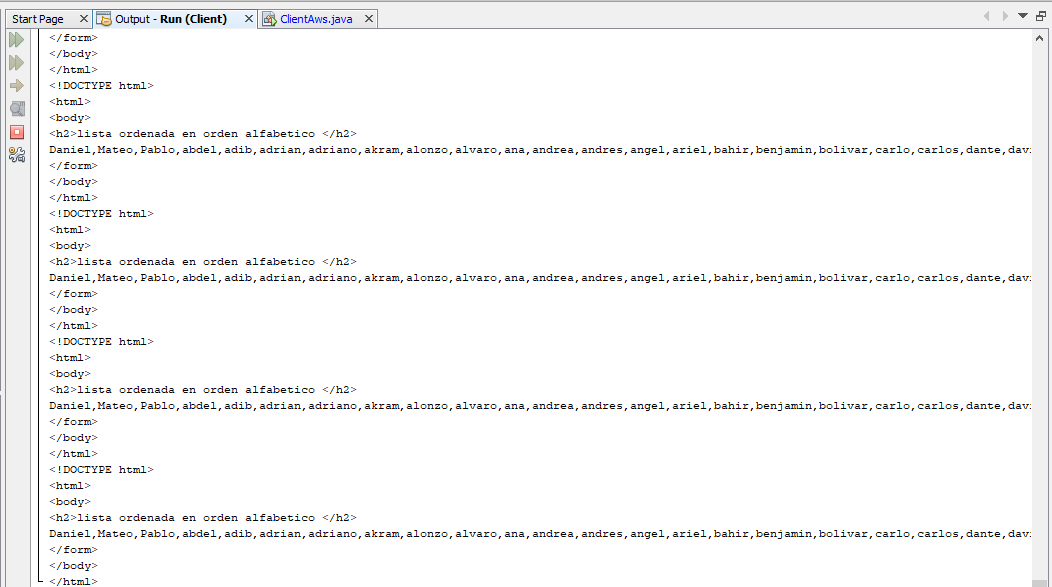 Start Page Output - Run (Client) ClientAws.java
</form>
</body>
</html>
<!DOCTYPE html>
<html>
<body>
<h2>lista ordenada en orden alfabetico </h2>
Daniel,Mateo,Pablo,abdel,adib,adrian,adriano,akram,alonzo,alvaro,ana,andrea,andres,angel,ariel,bahir,benjamin,bolivar,carlo,carlos,dante,dav
</form>
</body>
</html>
<!DOCTYPE html>
<html>
<body>
<h2>lista ordenada en orden alfabetico </h2>
Daniel,Mateo,Pablo,abdel,adib,adrian,adriano,akram,alonzo,alvaro,ana,andrea,andres,angel,ariel,bahir,benjamin,bolivar,carlo,carlos,dante,dav
</form>
</body>
</html>
<!DOCTYPE html>
<html>
<body>
<h2>lista ordenada en orden alfabetico </h2>
Daniel,Mateo,Pablo,abdel,adib,adrian,adriano,akram,alonzo,alvaro,ana,andrea,andres,angel,ariel,bahir,benjamin,bolivar,carlo,carlos,dante,dav
</form>
</body>
</html>
<!DOCTYPE html>
<html>
<body>
<h2>lista ordenada en orden alfabetico </h2>
Daniel,Mateo,Pablo,abdel,adib,adrian,adriano,akram,alonzo,alvaro,ana,andrea,andres,angel,ariel,bahir,benjamin,bolivar,carlo,carlos,dante,dav
</form>
</body>
</html>